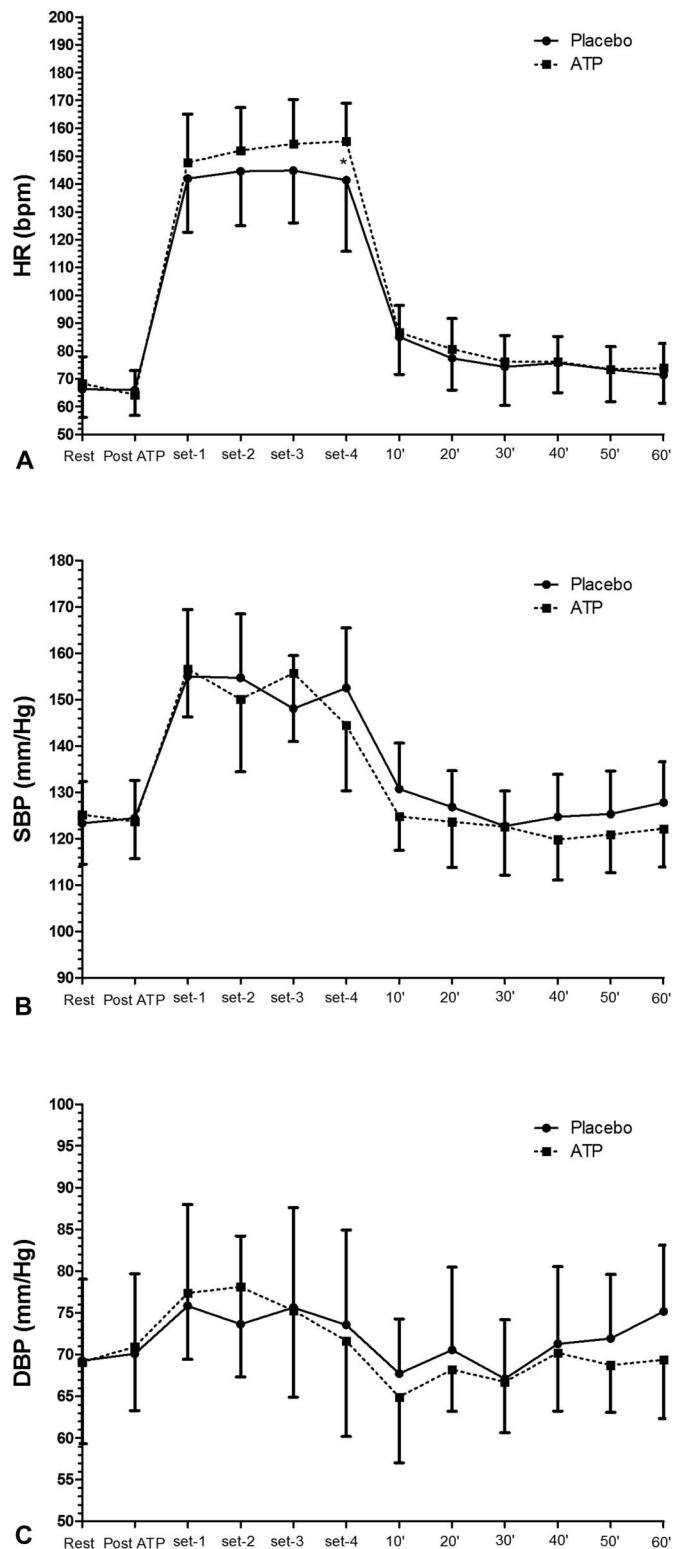 200
190
180
170
160
150
140
130
120
110
100
90
80
70
60
50
HR (bpm)
Placebo
ATP
*
A
Rest Post ATP set-1 set-2 set-3 set-4 10' 20' 30' 40' 50' 60'
180
170
160
150
140
130
120
110
100
90
SBP (mm/Hg)
Placebo
ATP
B
Rest Post ATP set-1 set-2 set-3 set-4 10' 20' 30' 40' 50' 60'
100
95
90
85
80
75
70
65
60
55
50
DBP (mm/Hg)
Placebo
ATP
C
Rest Post ATP set-1 set-2 set-3 set-4 10' 20' 30' 40' 50' 60'